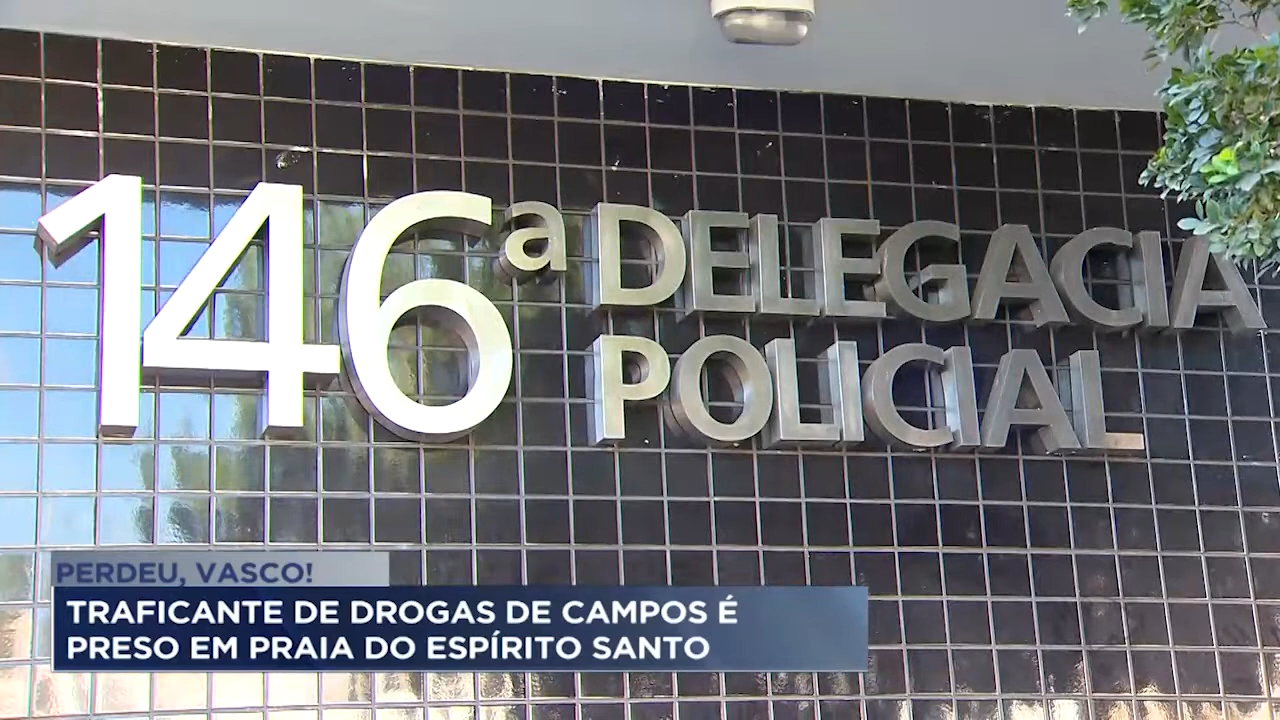 146ª DELEGACIA
POLICIAL
PERDEU, VASCO!
TRAFICANTE DE DROGAS DE CAMPOS É
PRESO EM PRAIA DO ESPÍRITO SANTO